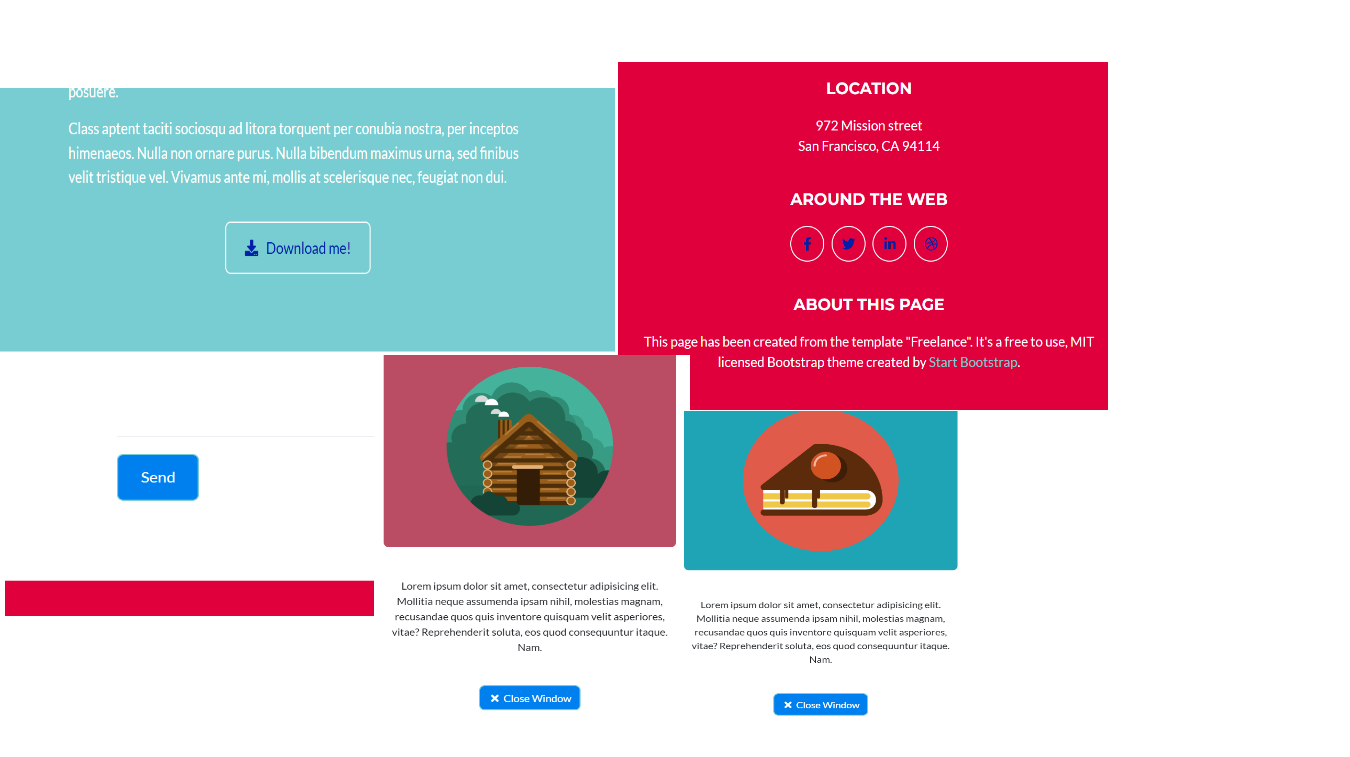 posuere.
Class aptent taciti sociosqu ad litora torquent per conubia nostra, per inceptos
himenaeos. Nulla non ornare purus. Nulla bibendum maximus urna, sed finibus
velit tristique vel. Vivamus ante mi, mollis at scelerisque nec, feugiat non dui.
Download me!
LOCATION
972 Mission street
San Francisco, CA 94114
AROUND THE WEB
ABOUT THIS PAGE
This page has been created from the template "Freelance". It's a free to use, MIT
licensed Bootstrap theme created by Start Bootstrap.
Send
Lorem ipsum dolor sit amet, consectetur adipisicing elit.
Mollitia neque assumenda ipsam nihil, molestias magnam,
recusandae quos quis inventore quisquam velit asperiores,
vitae? Reprehenderit soluta, eos quod consequuntur itaque.
Nam.
Close Window
Lorem ipsum dolor sit amet, consectetur adipisicing elit.
Mollitia neque assumenda ipsam nihil, molestias magnam,
recusandae quos quis inventore quisquam velit asperiores,
vitae? Reprehenderit soluta, eos quod consequuntur itaque.
Nam.
Close Window